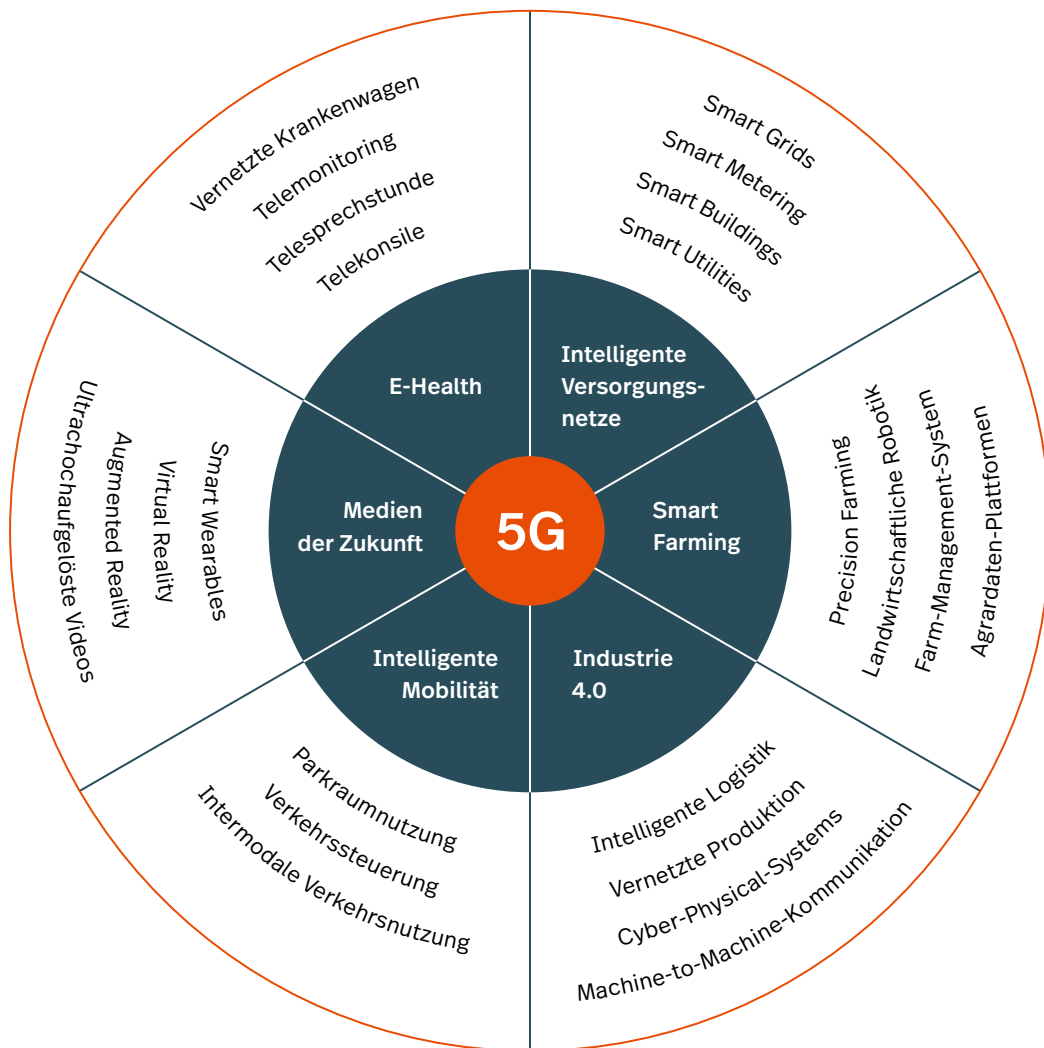 5G
E-Health
Vernetzte Krankenwagen
Telemonitoring
Telesprechstunde
Telekonsile
Intelligente
Versorgungs-
netze
Smart Grids
Smart Metering
Smart Buildings
Smart Utilities
Smart
Farming
Precision Farming
Landwirtschaftliche Robotik
Farm-Management-System
Agrardaten-Plattformen
Industrie
4.0
Intelligente Logistik
Vernetzte Produktion
Cyber-Physical-Systems
Machine-to-Machine-Kommunikation
Intelligente
Mobilität
Parkraumnutzung
Verkehrssteuerung
Intermodale Verkehrsnutzung
Medien
der Zukunft
Ultrachochaufgelöste Videos
Augmented Reality
Virtual Reality
Smart Wearables